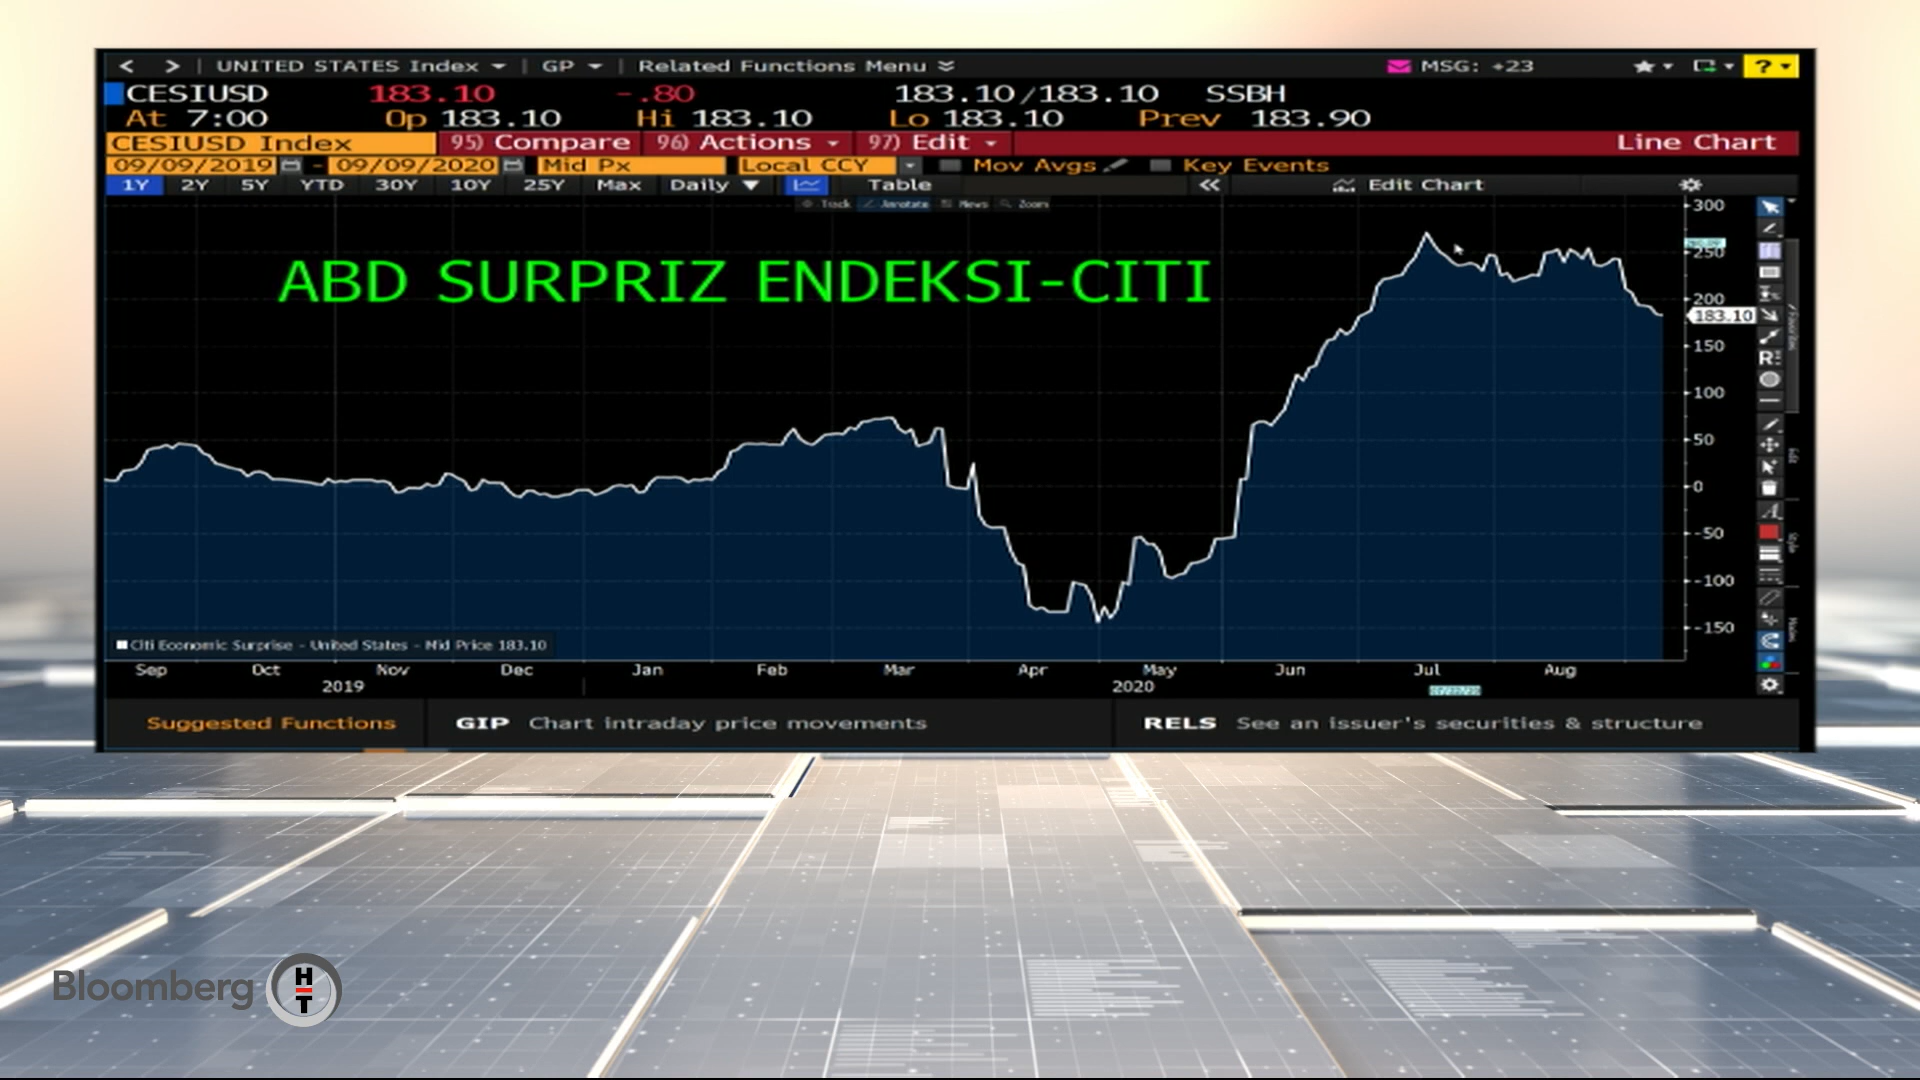 < > | UNITED STATES Index | GP | Related Functions Menu MSG: +23 ?
CESIUSD 183.10 -.80 183.10/183.10 SSBH
At 7:00 Op 183.10 Hi 183.10 Lo 183.10 Prev 183.90
CESIUSD Index 95) Compare 96) Actions 97) Edit Line Chart
09/09/2019 - 09/09/2020 Mid Px Local CCY Mov Avgs Key Events
1Y 2Y 5Y YTD 30Y 10Y 25Y Max Daily Table « Edit Chart
Track Annotate News Zoom
ABD SURPRIZ ENDEKSI-CITI
300
250
200
183.10
150
100
50
0
-50
-100
-150
Citi Economic Surprise - United States - Mid Price 183.10
Sep Oct Nov Dec Jan Feb Mar Apr May Jun Jul Aug
2019 2020
Suggested Functions GIP Chart intraday price movements RELS See an issuer's securities & structure
Bloomberg HT